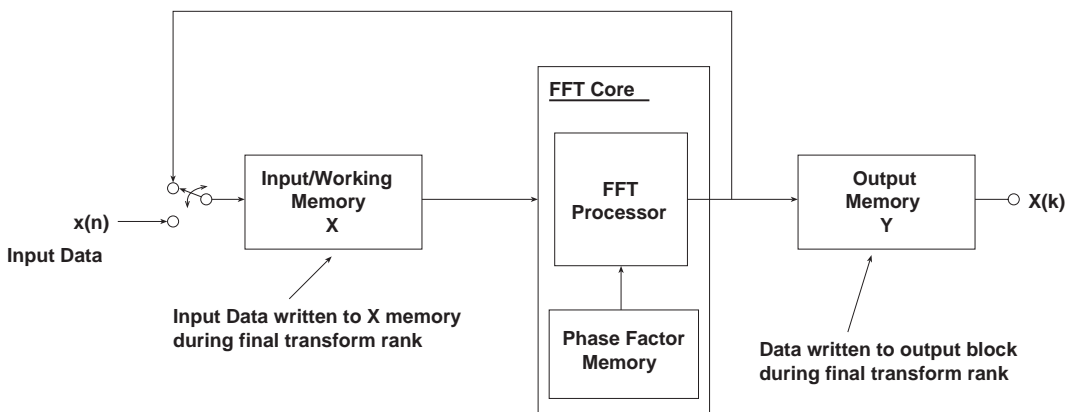 FFT Core
Input/Working
Memory
X
FFT
Processor
Output
Memory
Y
X(k)
x(n)
Input Data
Input Data written to X memory
during final transform rank
Phase Factor
Memory
Data written to output block
during final transform rank